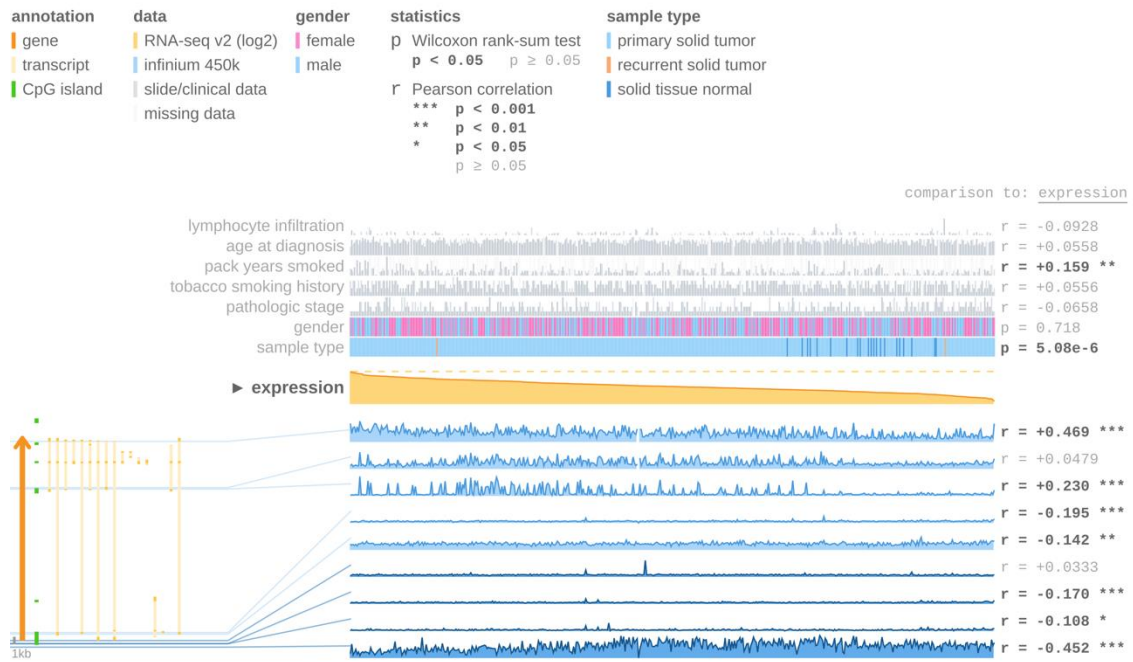 annotation
gene
transcript
CpG island
data
RNA-seq v2 (log2)
infinium 450k
slide/clinical data
missing data
gender
female
male
statistics
p Wilcoxon rank-sum test
p < 0.05 p ≥ 0.05
r Pearson correlation
*** p < 0.001
** p < 0.01
* p < 0.05
p ≥ 0.05
sample type
primary solid tumor
recurrent solid tumor
solid tissue normal
comparison to: expression
lymphocyte infiltration r = -0.0928
age at diagnosis r = +0.0558
pack years smoked r = +0.159 **
tobacco smoking history r = +0.0556
pathologic stage r = -0.0658
gender p = 0.718
sample type p = 5.08e-6
► expression
r = +0.469 ***
r = +0.0479
r = +0.230 ***
r = -0.195 ***
r = -0.142 **
r = +0.0333
r = -0.170 ***
r = -0.108 *
r = -0.452 ***
1kb